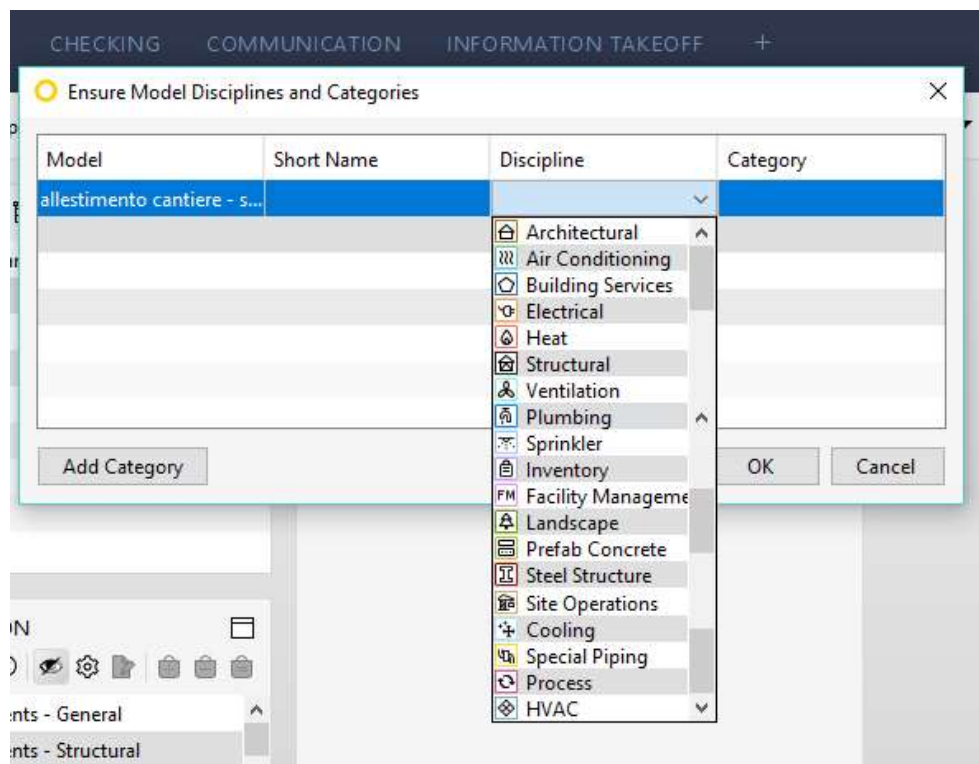 CHECKING COMMUNICATION INFORMATION TAKEOFF +
Ensure Model Disciplines and Categories
Model Short Name Discipline Category
allestimento cantiere - s...
Architectural
Air Conditioning
Building Services
Electrical
Heat
Structural
Ventilation
Plumbing
Sprinkler
Inventory
FM Facility Manageme
Landscape
Prefab Concrete
Steel Structure
Site Operations
Cooling
Special Piping
Process
HVAC
Add Category OK Cancel
ON
ents - General
ents - Structural